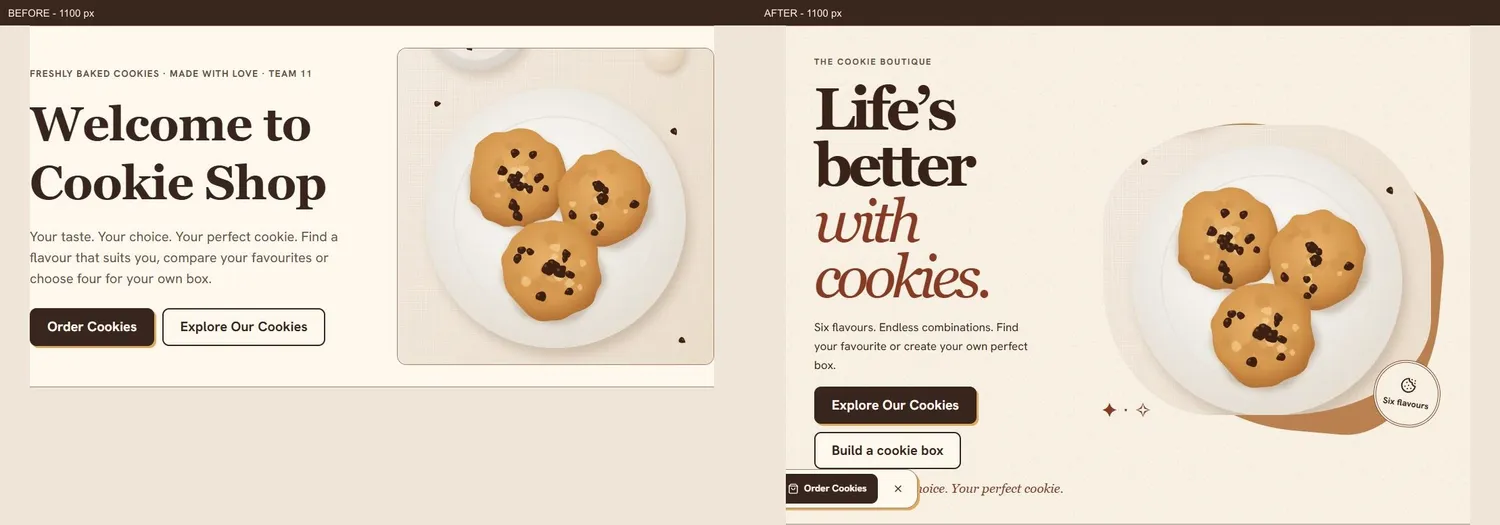 BEFORE - 1100 px
FRESHLY BAKED COOKIES · MADE WITH LOVE · TEAM 11
Welcome to
Cookie Shop
Your taste. Your choice. Your perfect cookie. Find a
flavour that suits you, compare your favourites or
choose four for your own box.
Order Cookies
Explore Our Cookies
AFTER - 1100 px
THE COOKIE BOUTIQUE
Life's
better
with
cookies.
Six flavours. Endless combinations. Find
your favourite or create your own perfect
box.
Explore Our Cookies
Build a cookie box
Six flavours
Order Cookies
Your perfect cookie.